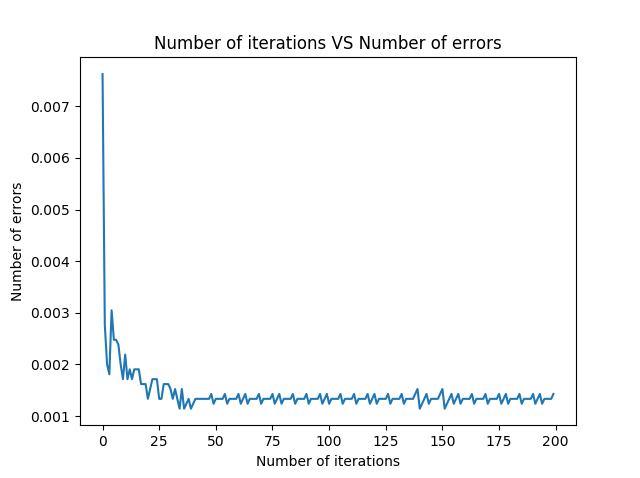 Number of iterations VS Number of errors
0.007
0.006
0.005
0.004
0.003
0.002
0.001
Number of errors
0 25 50 75 100 125 150 175 200
Number of iterations